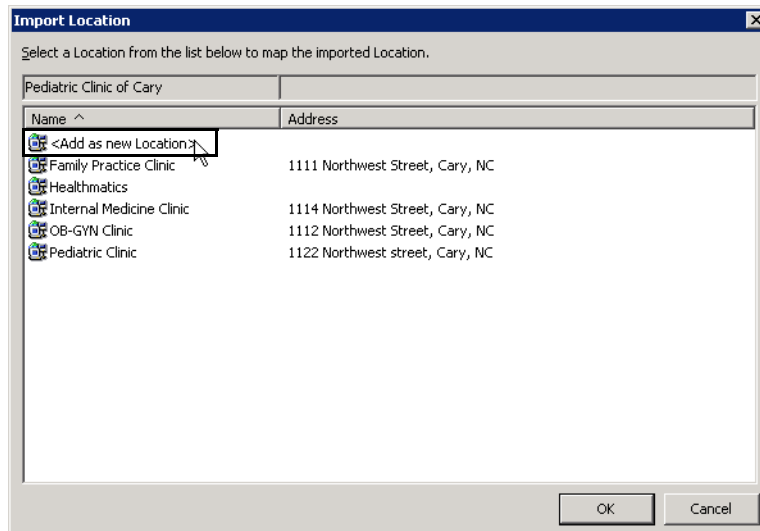 Import Location
Select a Location from the list below to map the imported Location.
Pediatric Clinic of Cary
Name Address
<Add as new Location>
Family Practice Clinic 1111 Northwest Street, Cary, NC
Healthmatics
Internal Medicine Clinic 1114 Northwest Street, Cary, NC
OB-GYN Clinic 1112 Northwest Street, Cary, NC
Pediatric Clinic 1122 Northwest street, Cary, NC
OK Cancel